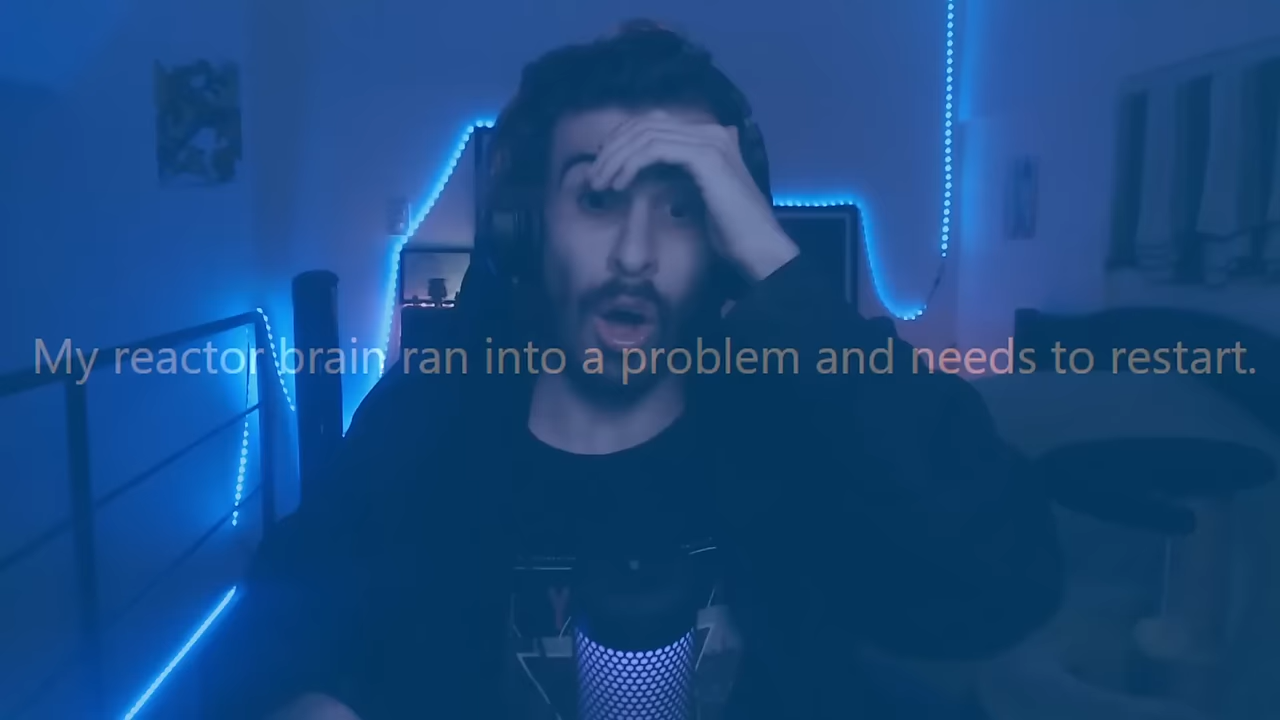 My reactor brain ran into a problem and needs to restart.